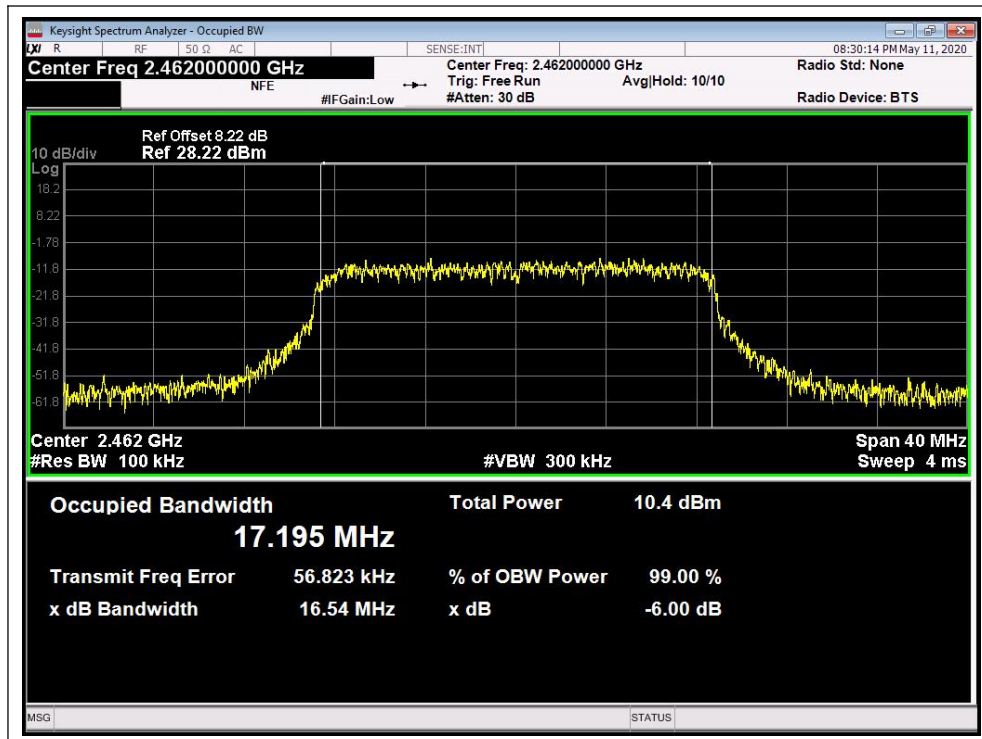 Keysight Spectrum Analyzer - Occupied BW
LXI R RF 50 Ω AC SENSE:INT 08:30:14 PM May 11, 2020
Center Freq 2.462000000 GHz Center Freq: 2.462000000 GHz Radio Std: None
NFE Trig: Free Run Avg|Hold: 10/10
#IFGain:Low #Atten: 30 dB Radio Device: BTS
Ref Offset 8.22 dB
10 dB/div Ref 28.22 dBm
Log
18.2
8.22
-1.78
-11.8
-21.8
-31.8
-41.8
-51.8
-61.8
Center 2.462 GHz Span 40 MHz
#Res BW 100 kHz #VBW 300 kHz Sweep 4 ms
Occupied Bandwidth Total Power 10.4 dBm
17.195 MHz
Transmit Freq Error 56.823 kHz % of OBW Power 99.00 %
x dB Bandwidth 16.54 MHz x dB -6.00 dB
MSG STATUS